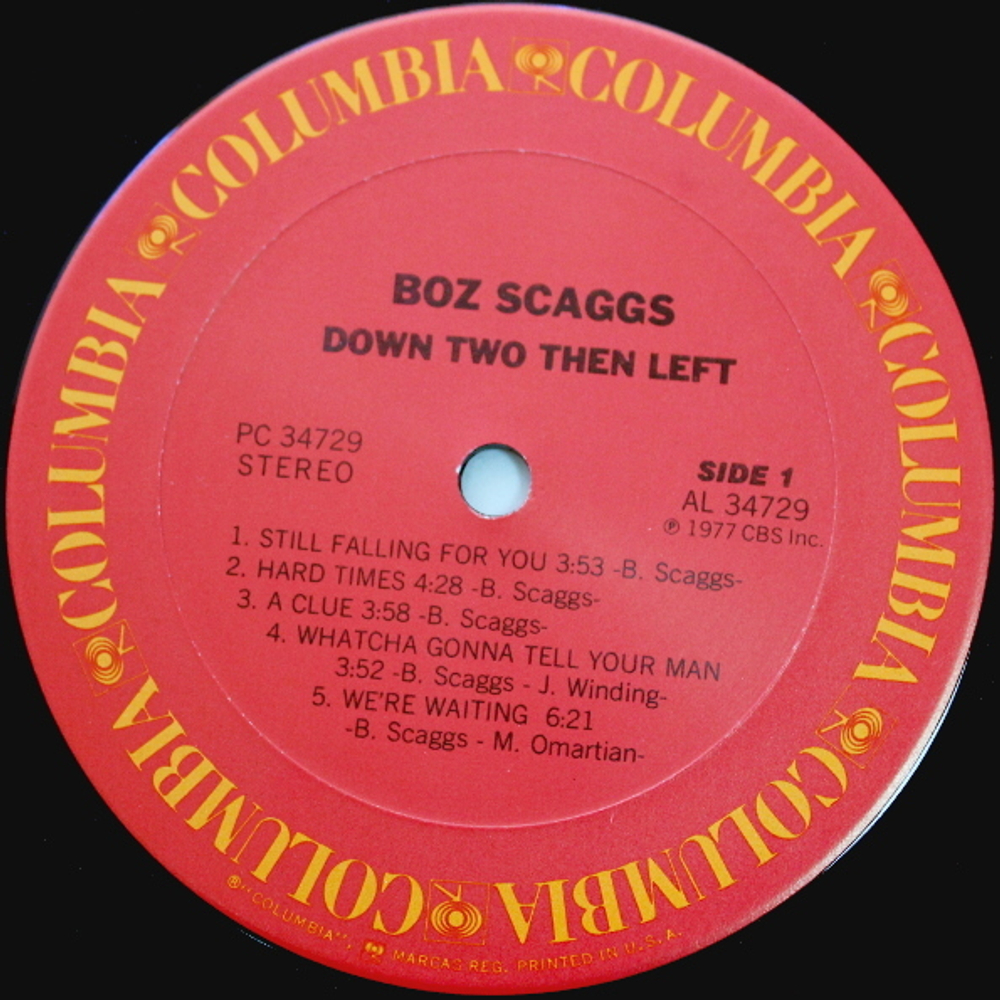 COLUMBIA COLUMBIA COLUMBIA COLUMBIA COLUMBIA COLUMBIA
BOZ SCAGGS
DOWN TWO THEN LEFT
PC 34729
STEREO
SIDE 1
AL 34729
℗ 1977 CBS Inc.
1. STILL FALLING FOR YOU 3:53 -B. Scaggs-
2. HARD TIMES 4:28 -B. Scaggs-
3. A CLUE 3:58 -B. Scaggs-
4. WHATCHA GONNA TELL YOUR MAN
3:52 -B. Scaggs - J. Winding-
5. WE'RE WAITING 6:21
-B. Scaggs - M. Omartian-
® "COLUMBIA", MARCAS REG. PRINTED IN U.S.A.